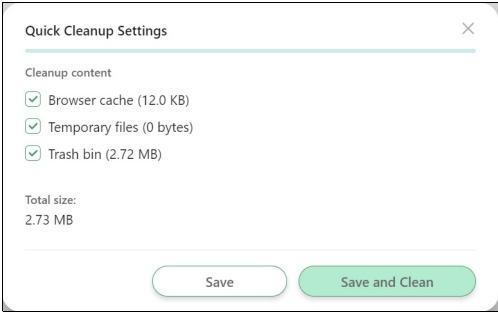 Quick Cleanup Settings
Cleanup content
Browser cache (12.0 KB)
Temporary files (0 bytes)
Trash bin (2.72 MB)
Total size:
2.73 MB
Save
Save and Clean